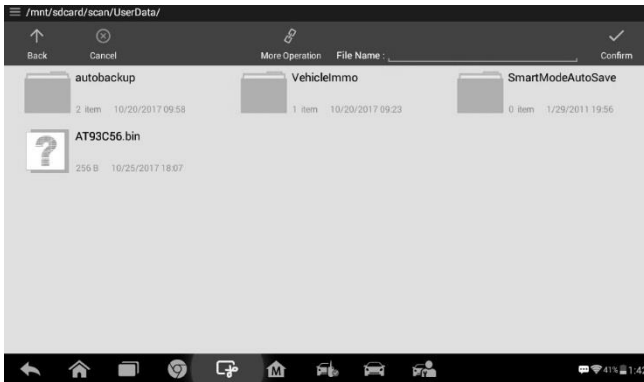 /mnt/sdcard/scan/UserData/
Back Cancel More Operation File Name : Confirm
autobackup VehicleImmo SmartModeAutoSave
2 item 10/20/2017 09:58 1 item 10/20/2017 09:23 0 item 1/29/2011 19:56
AT93C56.bin
256 B 10/25/2017 18:07
M 41%